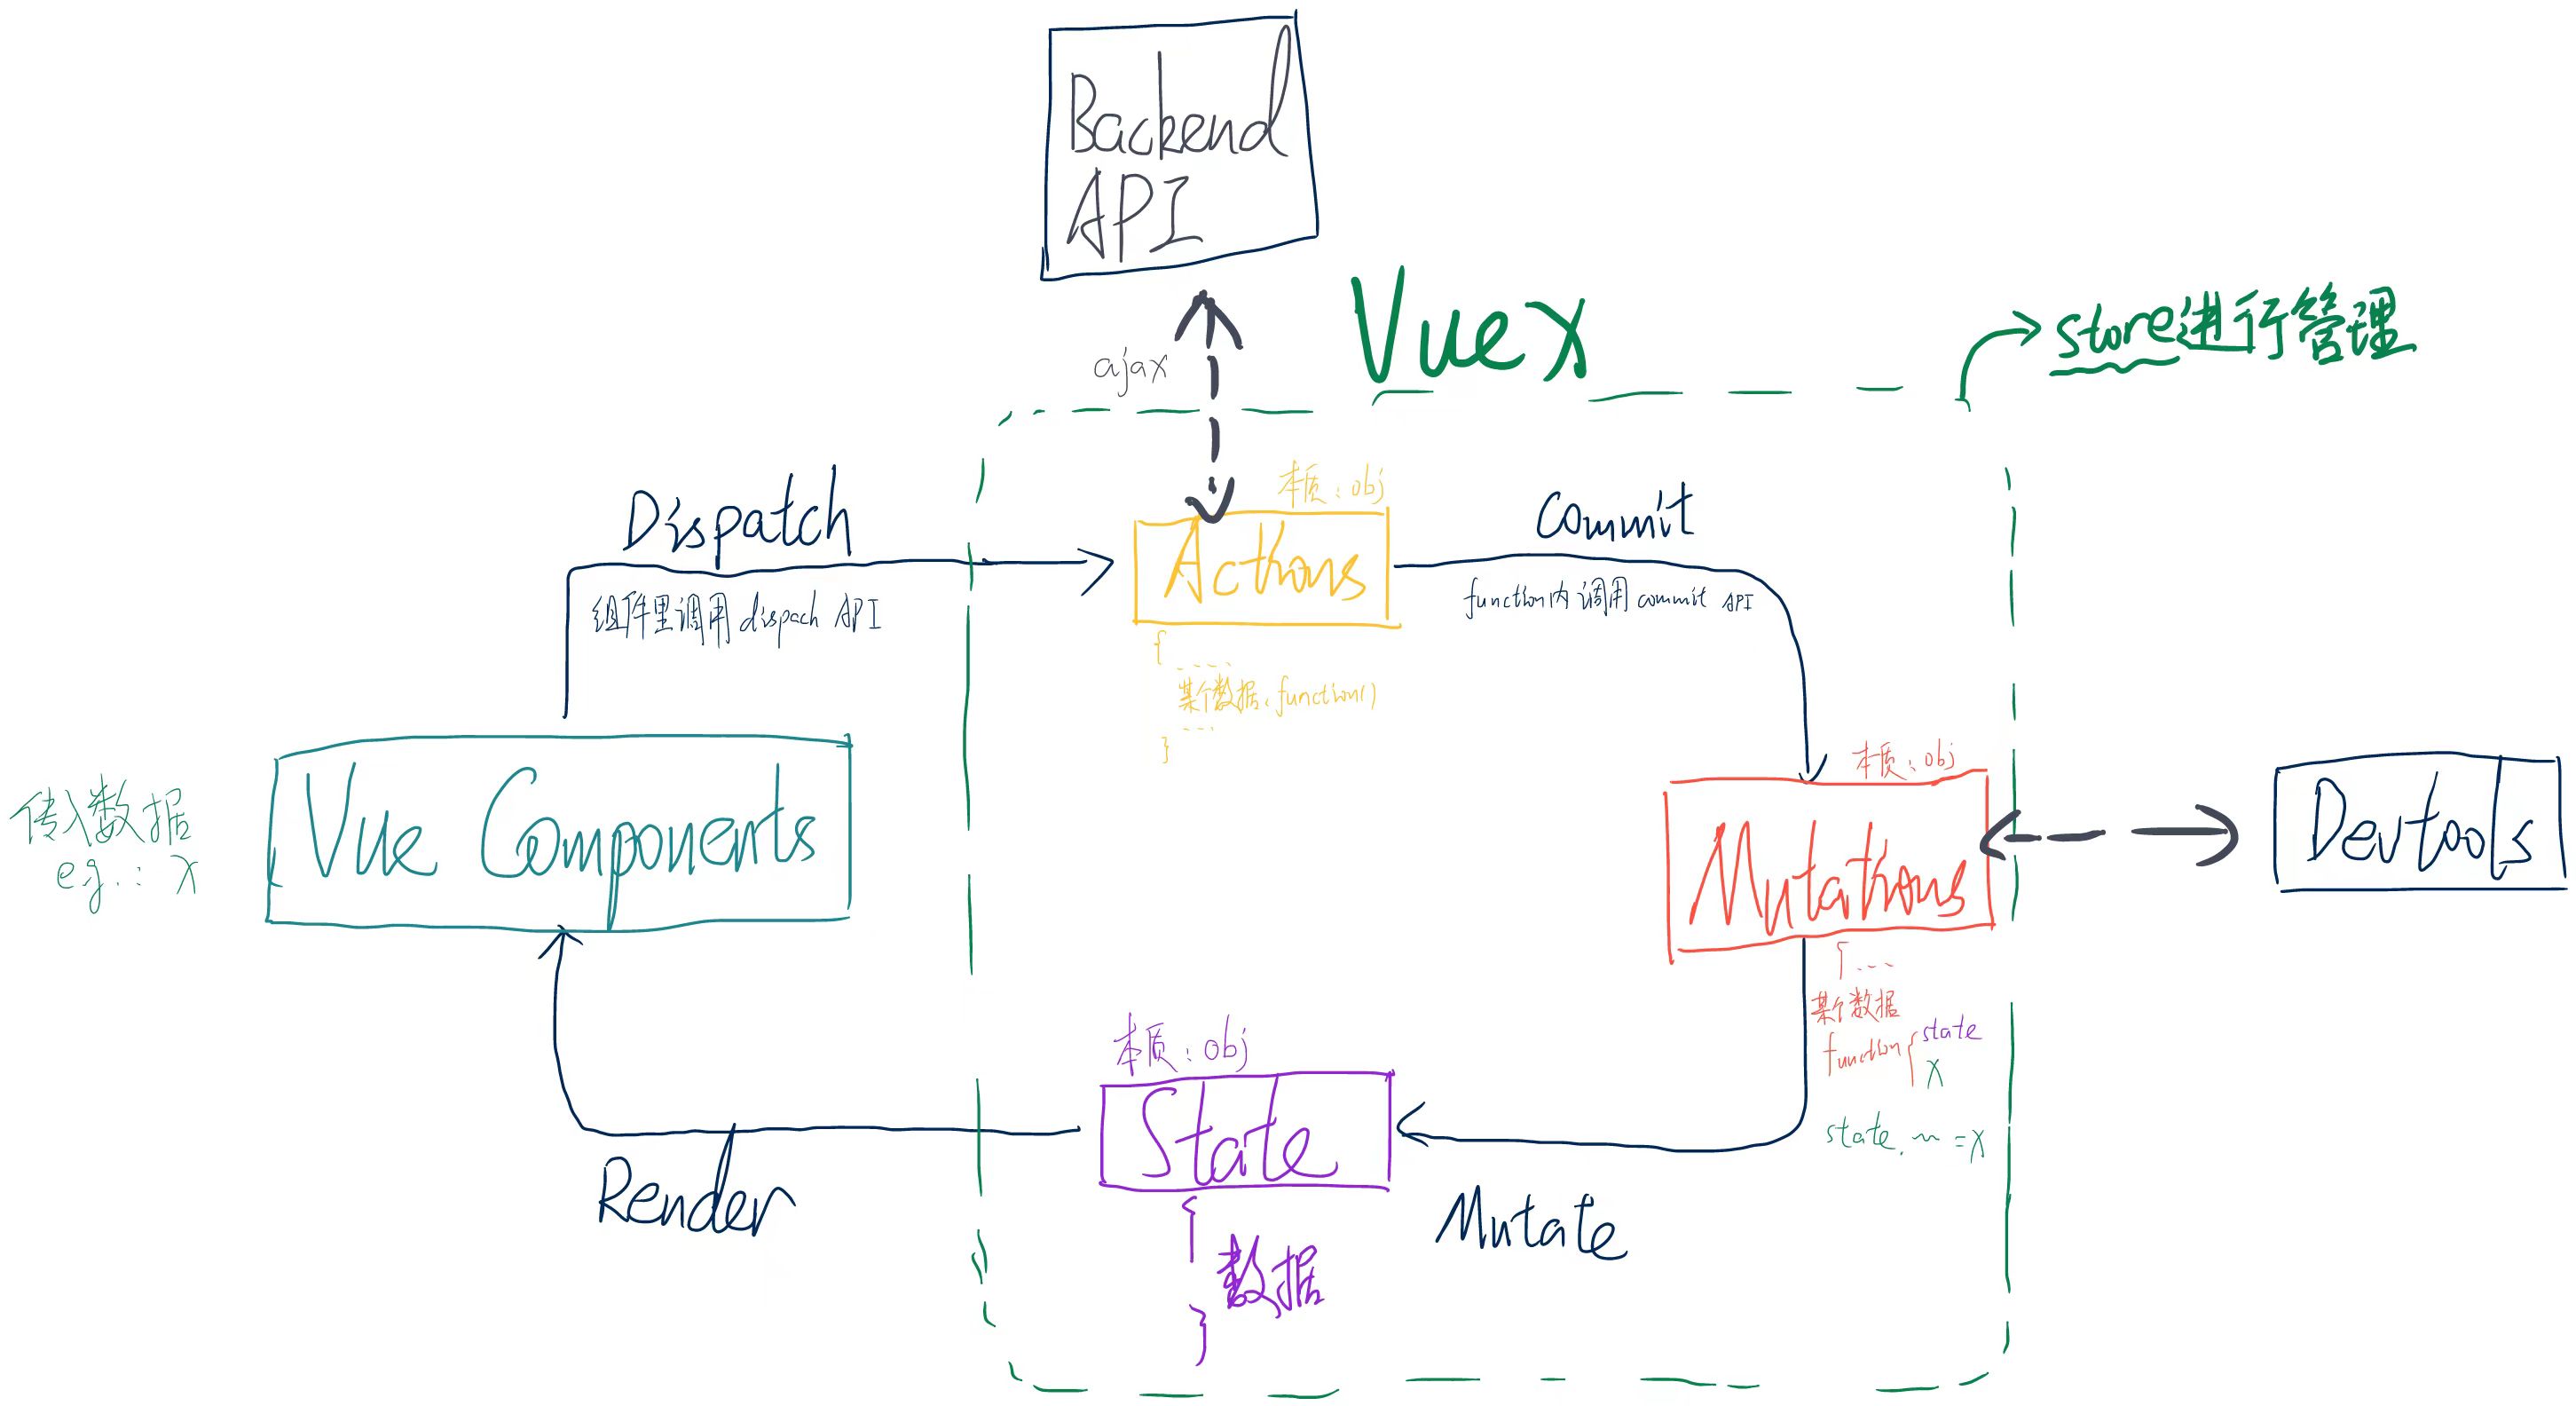 Backend
API
ajax
Vuex
store进行管理
Dispatch
组件里调用 dispach API
本质:obj
Actions
{
.....
某个数据:function()
...
}
Commit
function内调用 commit API
传入数据
eg.: X
Vue Components
本质:obj
Mutations
{ ...
某个数据
function { state
X
state. ~ = X
Devtools
本质:obj
State
{
数据
}
Render
Mutate